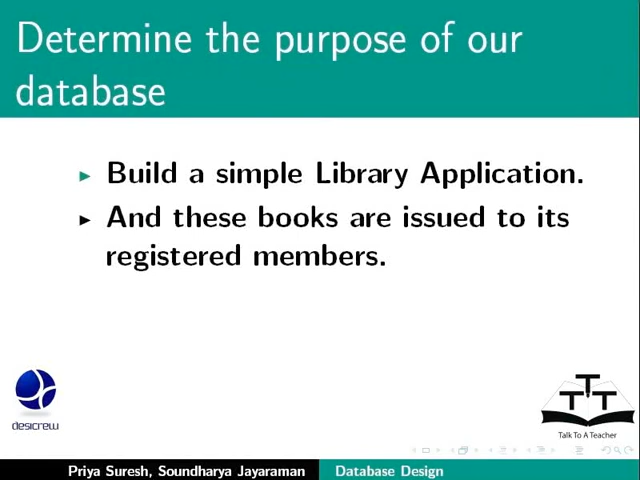 Determine the purpose of our
database
Build a simple Library Application.
And these books are issued to its
registered members.
desicrew
TTT
Talk To A Teacher
Priya Suresh, Soundharya Jayaraman
Database Design